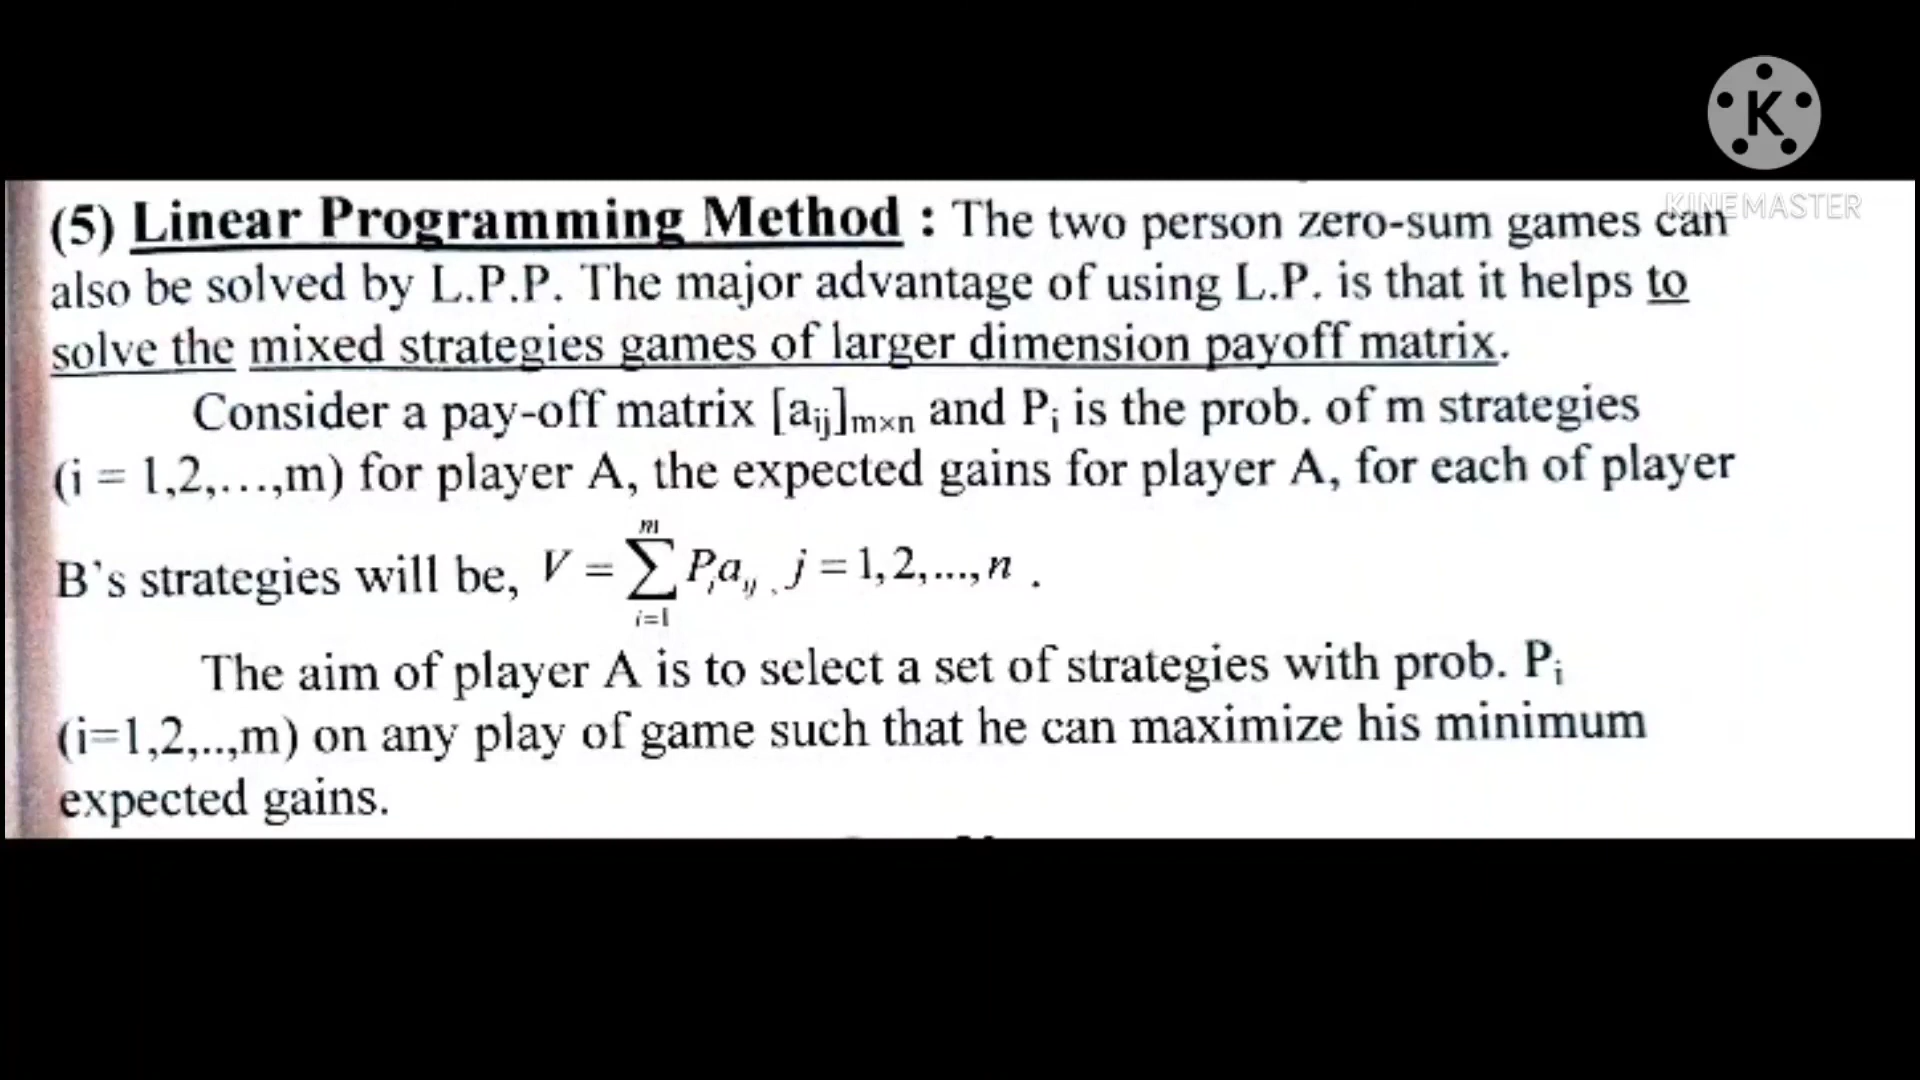 K
KINEMASTER
(5) Linear Programming Method : The two person zero-sum games can
also be solved by L.P.P. The major advantage of using L.P. is that it helps to
solve the mixed strategies games of larger dimension payoff matrix.
Consider a pay-off matrix [aij]m×n and Pi is the prob. of m strategies
(i = 1,2,...,m) for player A, the expected gains for player A, for each of player
B's strategies will be, V = ∑_{i=1}^{m} Pi aij , j = 1,2,...,n .
The aim of player A is to select a set of strategies with prob. Pi
(i=1,2,..,m) on any play of game such that he can maximize his minimum
expected gains.